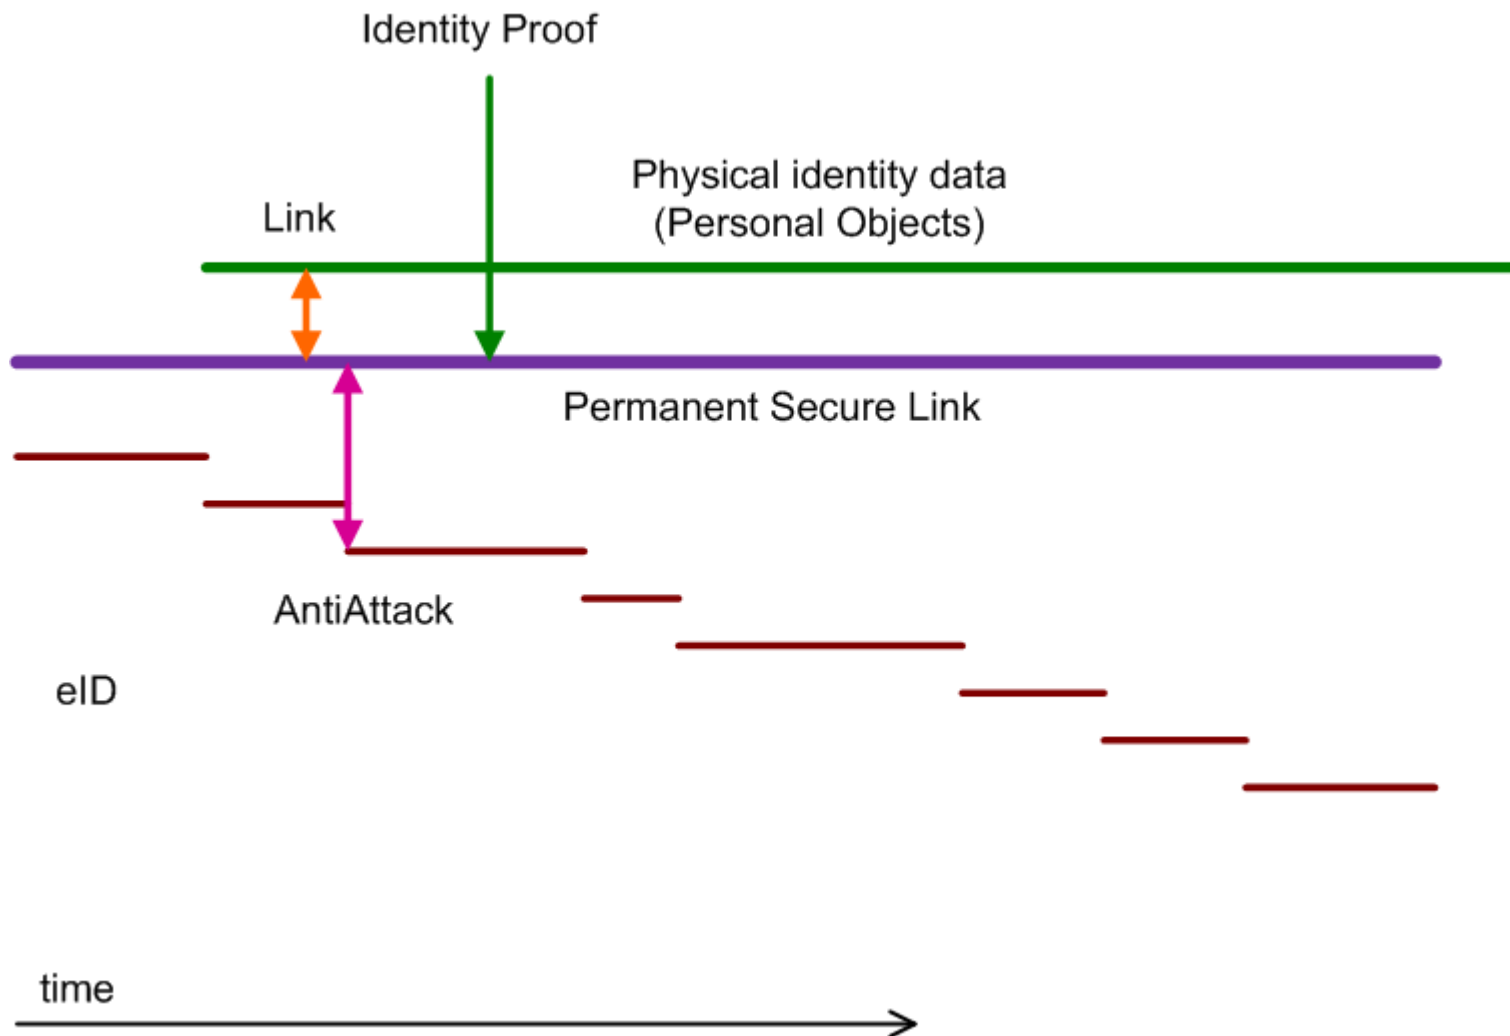 Identity Proof
Physical identity data
(Personal Objects)
Link
Permanent Secure Link
AntiAttack
eID
time